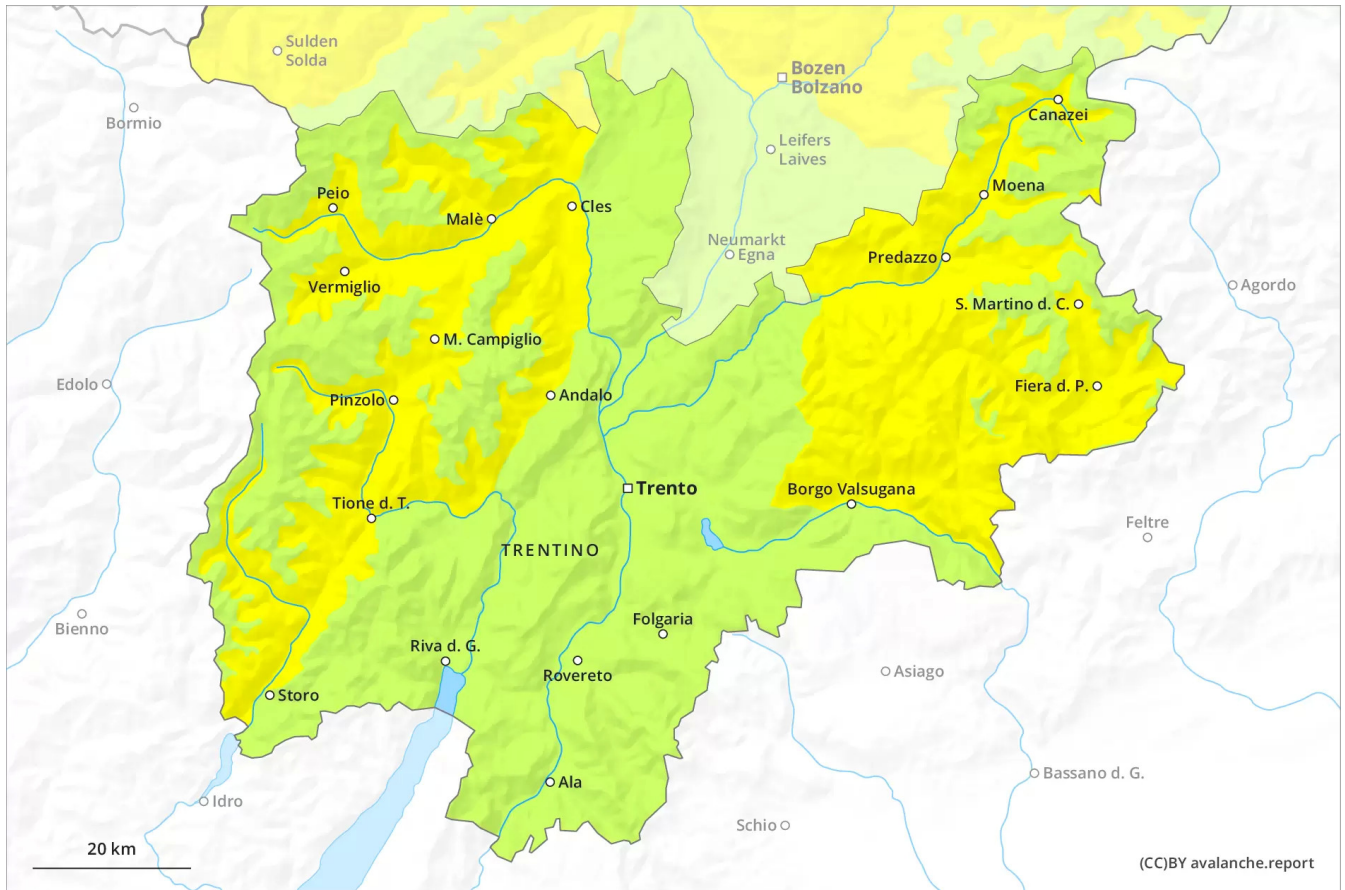 Sulden
Solda
Bozen
Bolzano
Bormio
Canazei
Leifers
Laives
Moena
Peio
Malè
Cles
Neumarkt
Egna
Predazzo
Vermiglio
Agordo
S. Martino d. C.
M. Campiglio
Edolo
Pinzolo
Andalo
Fiera d. P.
Trento
Borgo Valsugana
Tione d. T.
Feltre
TRENTINO
Bienno
Folgaria
Riva d. G.
Rovereto
Asiago
Storo
Bassano d. G.
Ala
Idro
Schio
20 km
(CC)BY avalanche.report